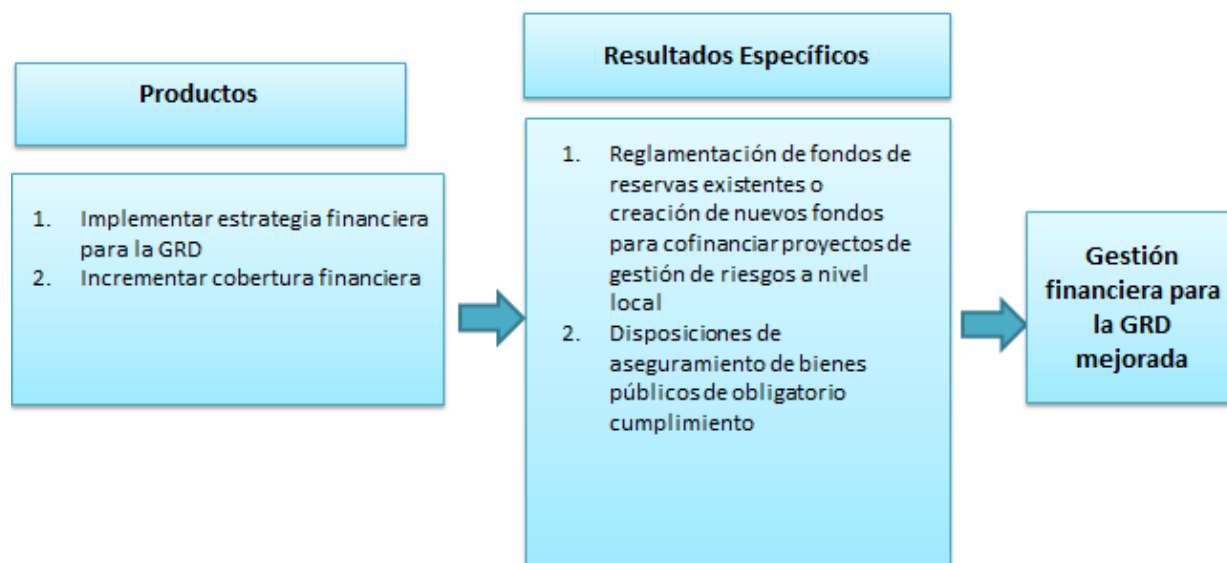 Productos
1. Implementar estrategia financiera
para la GRD
2. Incrementar cobertura financiera
Resultados Específicos
1. Reglamentación de fondos de
reservas existentes o
creación de nuevos fondos
para cofinanciar proyectos de
gestión de riesgos a nivel
local
2. Disposiciones de
aseguramiento de bienes
públicos de obligatorio
cumplimiento
Gestión
financiera para
la GRD
mejorada